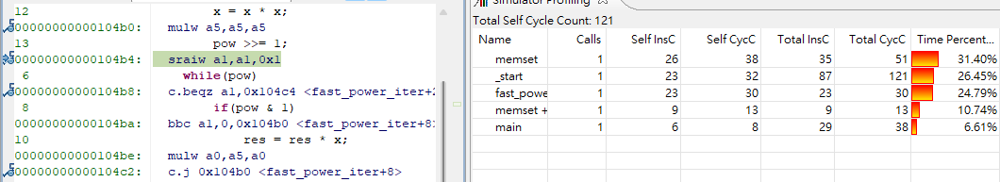 12 x = x * x;
00000000000104b0: mulw a5,a5,a5
13 pow >>= 1;
00000000000104b4: sraiw a1,a1,0x1
6 while(pow)
00000000000104b8: c.beqz a1,0x104c4 <fast_power_iter+2
8 if(pow & 1)
00000000000104ba: bbc a1,0,0x104b0 <fast_power_iter+8>
10 res = res * x;
00000000000104be: mulw a0,a5,a0
00000000000104c2: c.j 0x104b0 <fast_power_iter+8>
Simulator Profiling
Total Self Cycle Count: 121
Name Calls Self InsC Self CycC Total InsC Total CycC Time Percent...
memset 1 26 38 35 51 31.40%
_start 1 23 32 87 121 26.45%
fast_powe 1 23 30 23 30 24.79%
memset + 1 9 13 9 13 10.74%
main 1 6 8 29 38 6.61%